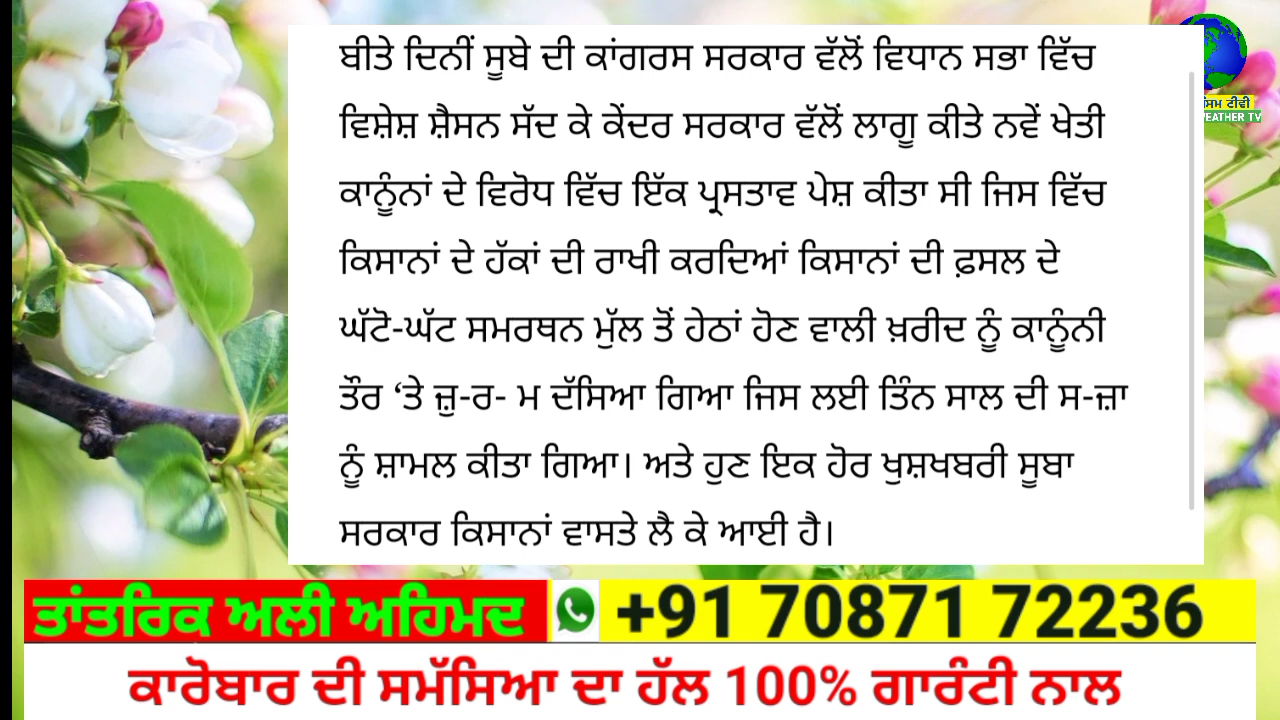 ਬੀਤੇ ਦਿਨੀਂ ਸੂਬੇ ਦੀ ਕਾਂਗਰਸ ਸਰਕਾਰ ਵੱਲੋਂ ਵਿਧਾਨ ਸਭਾ ਵਿੱਚ
ਵਿਸ਼ੇਸ਼ ਸ਼ੈਸਨ ਸੱਦ ਕੇ ਕੇਂਦਰ ਸਰਕਾਰ ਵੱਲੋਂ ਲਾਗੂ ਕੀਤੇ ਨਵੇਂ ਖੇਤੀ
ਕਾਨੂੰਨਾਂ ਦੇ ਵਿਰੋਧ ਵਿੱਚ ਇੱਕ ਪ੍ਰਸਤਾਵ ਪੇਸ਼ ਕੀਤਾ ਸੀ ਜਿਸ ਵਿੱਚ
ਕਿਸਾਨਾਂ ਦੇ ਹੱਕਾਂ ਦੀ ਰਾਖੀ ਕਰਦਿਆਂ ਕਿਸਾਨਾਂ ਦੀ ਫ਼ਸਲ ਦੇ
ਘੱਟੋ-ਘੱਟ ਸਮਰਥਨ ਮੁੱਲ ਤੋਂ ਹੇਠਾਂ ਹੋਣ ਵਾਲੀ ਖ਼ਰੀਦ ਨੂੰ ਕਾਨੂੰਨੀ
ਤੌਰ ‘ਤੇ ਜ਼ੁ-ਰ- ਮ ਦੱਸਿਆ ਗਿਆ ਜਿਸ ਲਈ ਤਿੰਨ ਸਾਲ ਦੀ ਸ-ਜ਼ਾ
ਨੂੰ ਸ਼ਾਮਲ ਕੀਤਾ ਗਿਆ। ਅਤੇ ਹੁਣ ਇਕ ਹੋਰ ਖੁਸ਼ਖਬਰੀ ਸੂਬਾ
ਸਰਕਾਰ ਕਿਸਾਨਾਂ ਵਾਸਤੇ ਲੈ ਕੇ ਆਈ ਹੈ।
ਟੀਵੀ
TV
ਤਾਂਤਰਿਕ ਅਲੀ ਅਹਿਮਦ +91 70871 72236
ਕਾਰੋਬਾਰ ਦੀ ਸਮੱਸਿਆ ਦਾ ਹੱਲ 100% ਗਾਰੰਟੀ ਨਾਲ